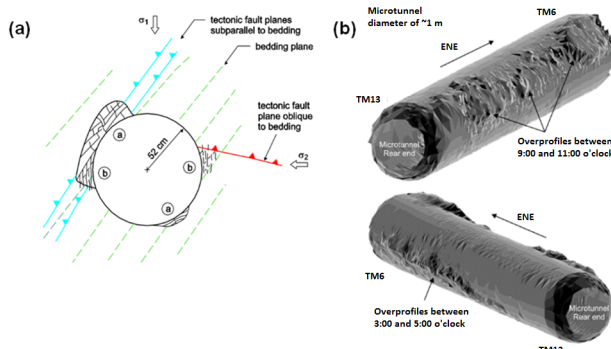 (a)
σ1
tectonic fault planes
subparallel to bedding
bedding plane
tectonic fault
plane oblique
to bedding
σ2
52 cm
a
b
b
a
(b)
Microtunnel
diameter of ~1 m
TM6
ENE
TM13
Microtunnel
Rear end
Overprofiles between
9:00 and 11:00 o'clock
ENE
TM6
Overprofiles between
3:00 and 5:00 o'clock
Microtunnel
Rear end
TM13